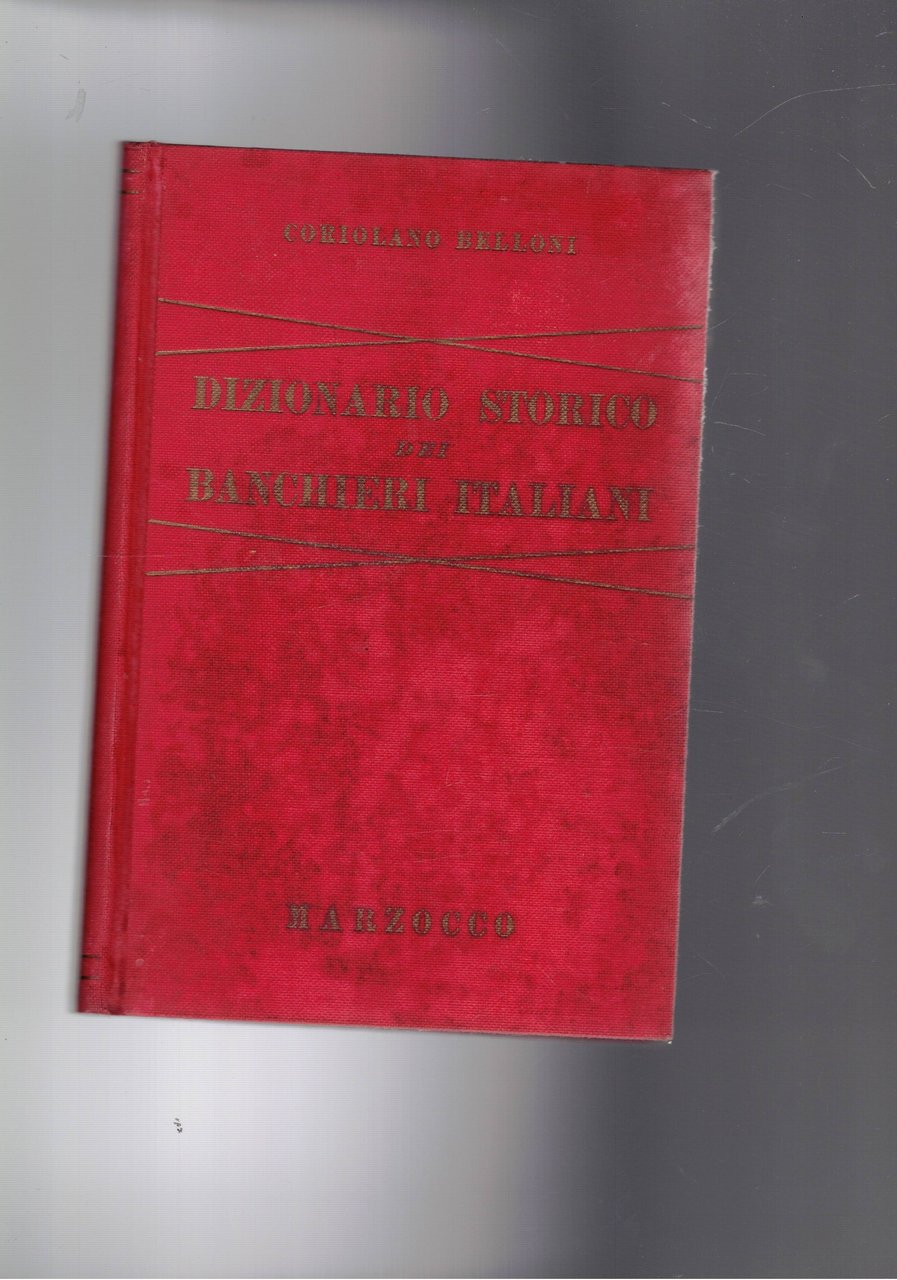 CORIOLANO BELLONI
DIZIONARIO STORICO
DEI
BANCHIERI ITALIANI
MARZOCCO